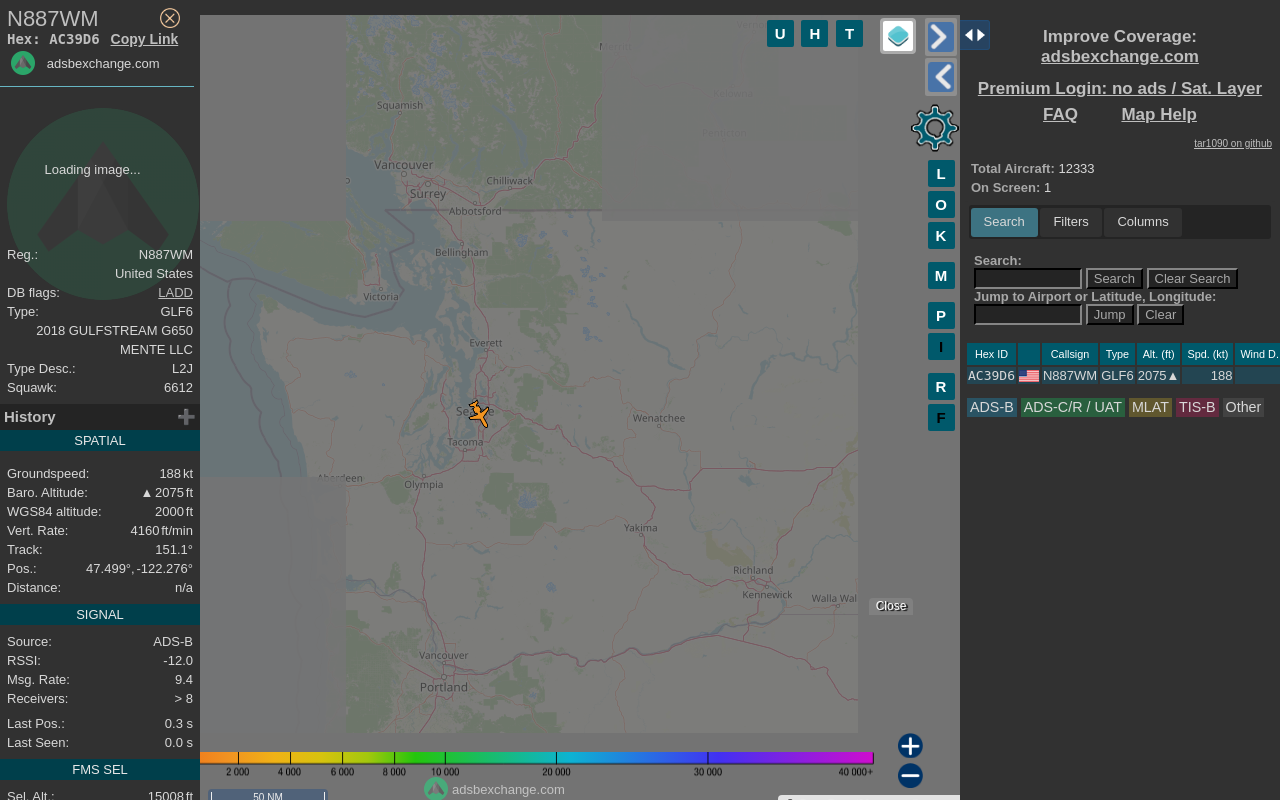 N887WM
Hex: AC39D6 Copy Link
adsbexchange.com
Loading image...
Reg.: N887WM
United States
DB flags: LADD
Type: GLF6
2018 GULFSTREAM G650
MENTE LLC
Type Desc.: L2J
Squawk: 6612
History
SPATIAL
Groundspeed: 188 kt
Baro. Altitude: ▲ 2075 ft
WGS84 altitude: 2000 ft
Vert. Rate: 4160 ft/min
Track: 151.1°
Pos.: 47.499°, -122.276°
Distance: n/a
SIGNAL
Source: ADS-B
RSSI: -12.0
Msg. Rate: 9.4
Receivers: > 8
Last Pos.: 0.3 s
Last Seen: 0.0 s
FMS SEL
Sel. Alt.: 15008 ft
U H T
L
O
K
M
P
I
R
F
Squamish
Vancouver
Surrey
Chilliwack
Abbotsford
Bellingham
Victoria
Everett
Tacoma
Wenatchee
Aberdeen
Olympia
Yakima
Richland
Kennewick
Walla Wal
Vancouver
Portland
Close
2 000 4 000 6 000 8 000 10 000 20 000 30 000 40 000+
adsbexchange.com
50 NM
Improve Coverage:
adsbexchange.com
Premium Login: no ads / Sat. Layer
FAQ Map Help
tar1090 on github
Total Aircraft: 12333
On Screen: 1
Search Filters Columns
Search:
Search Clear Search
Jump to Airport or Latitude, Longitude:
Jump Clear
Hex ID Callsign Type Alt. (ft) Spd. (kt) Wind D.
AC39D6 N887WM GLF6 2075▲ 188
ADS-B ADS-C/R / UAT MLAT TIS-B Other